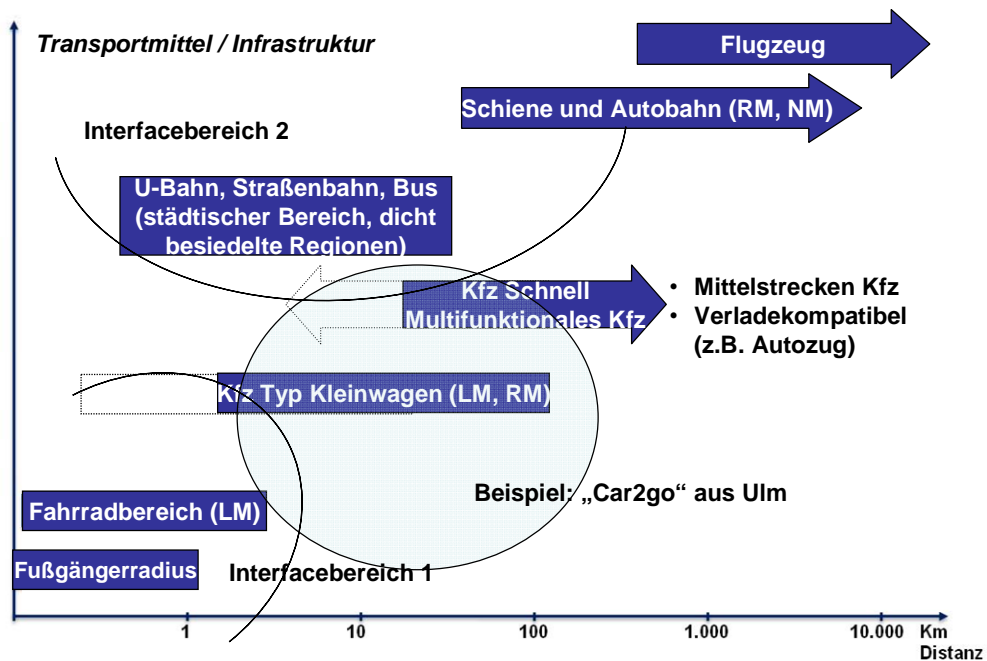 Transportmittel / Infrastruktur
Flugzeug
Schiene und Autobahn (RM, NM)
Interfacebereich 2
U-Bahn, Straßenbahn, Bus
(städtischer Bereich, dicht
besiedelte Regionen)
Kfz Schnell
Multifunktionales Kfz
• Mittelstrecken Kfz
• Verladekompatibel
(z.B. Autozug)
Kfz Typ Kleinwagen (LM, RM)
Beispiel: „Car2go“ aus Ulm
Fahrradbereich (LM)
Fußgängerradius
Interfacebereich 1
1 10 100 1.000 10.000 Km
Distanz